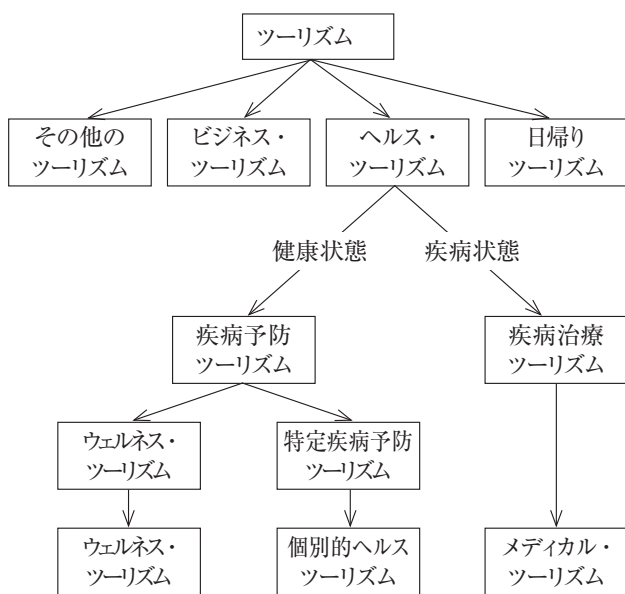 ツーリズム
その他の
ツーリズム
ビジネス・
ツーリズム
ヘルス・
ツーリズム
日帰り
ツーリズム
健康状態
疾病状態
疾病予防
ツーリズム
疾病治療
ツーリズム
ウェルネス・
ツーリズム
特定疾病予防
ツーリズム
ウェルネス・
ツーリズム
個別的ヘルス
ツーリズム
メディカル・
ツーリズム